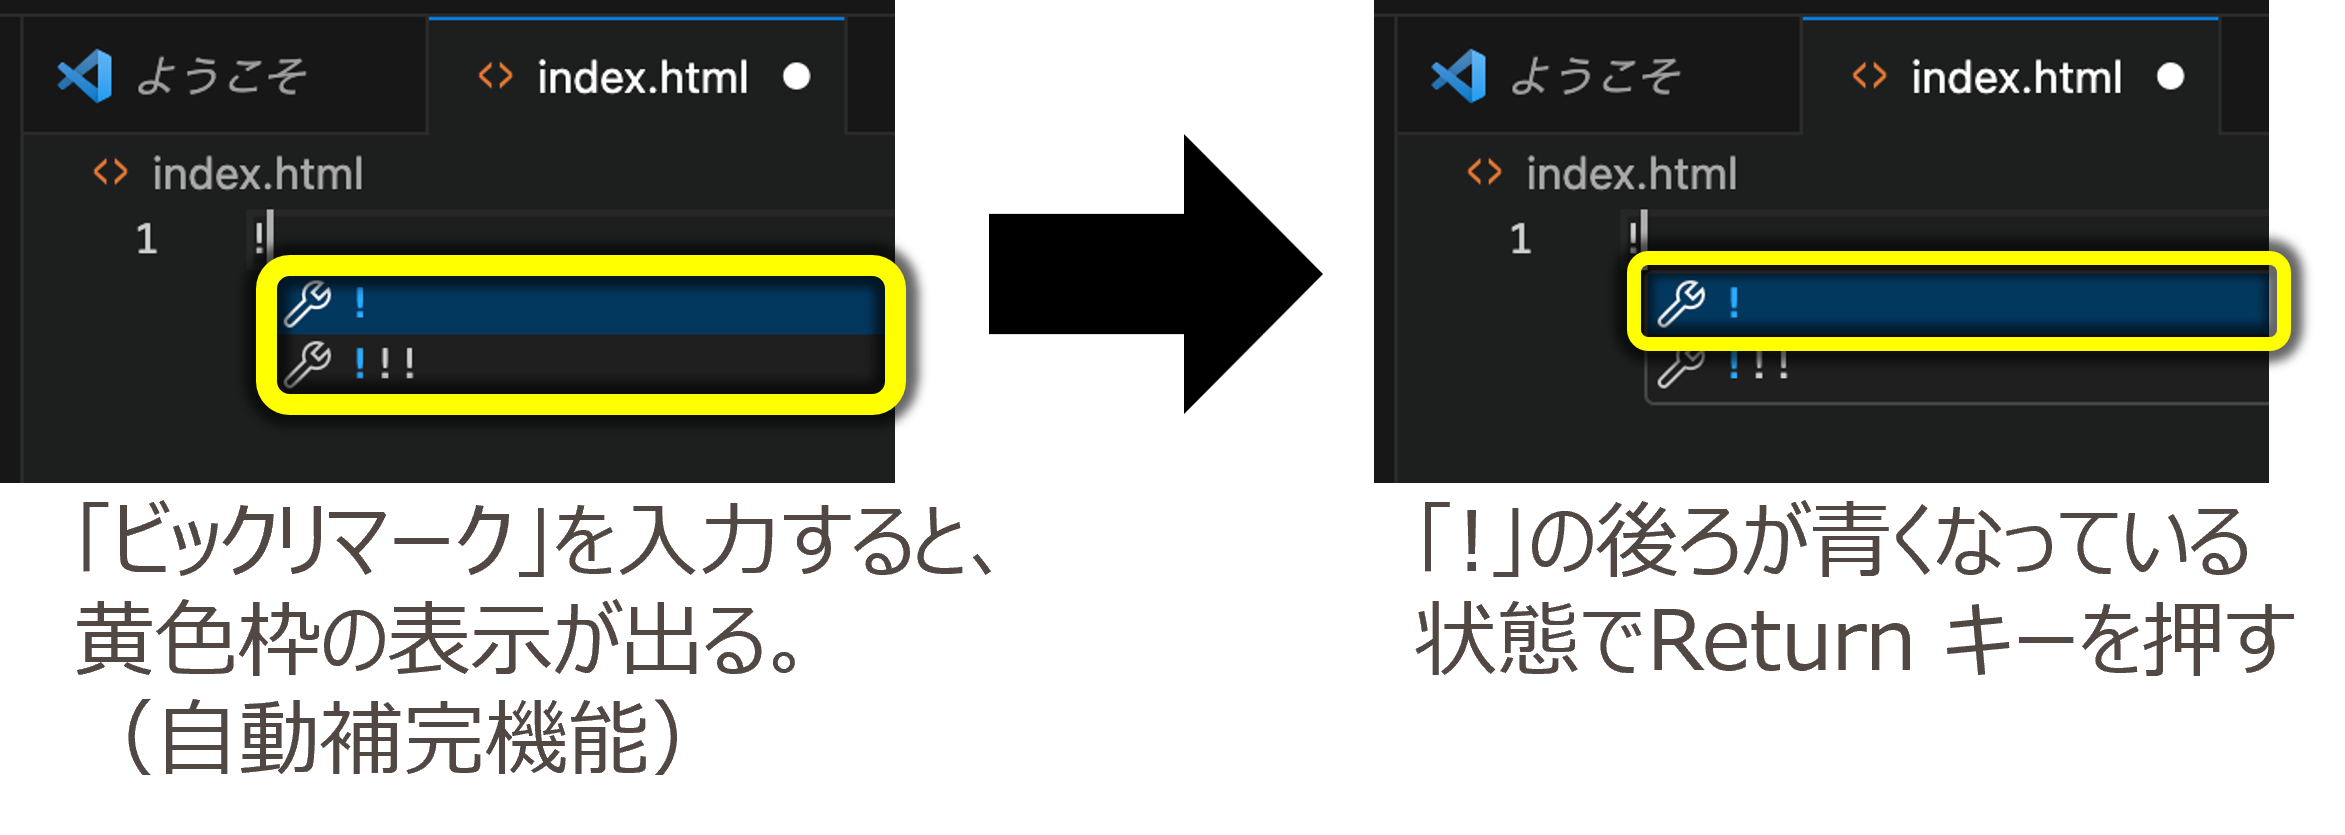 ようこそ
index.html
index.html
1
!
!
!!!
「ビックリマーク」を入力すると、
黄色枠の表示が出る。
（自動補完機能）
ようこそ
index.html
index.html
1
!
!
!!!
「！」の後ろが青くなっている
状態でReturn キーを押す